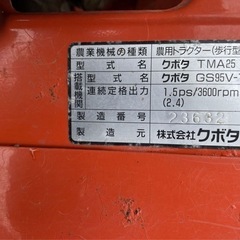 農業機械の種類 農用トラクター(歩行型
型式名 クボタ TMA25
搭載機関 型式名 クボタ GS95V-
連続定格出力 1.5ps/3600rpm
(2.4)
製造番号 23632
製造元 株式会社クボタ